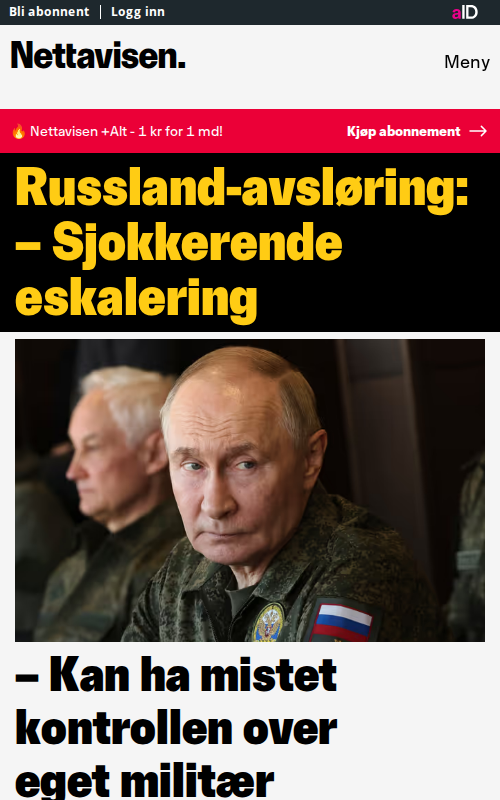 Bli abonnent | Logg inn
aID
Nettavisen.
Meny
🔥 Nettavisen +Alt - 1 kr for 1 md!
Kjøp abonnement →
Russland-avsløring:
– Sjokkerende
eskalering
– Kan ha mistet
kontrollen over
eget militær